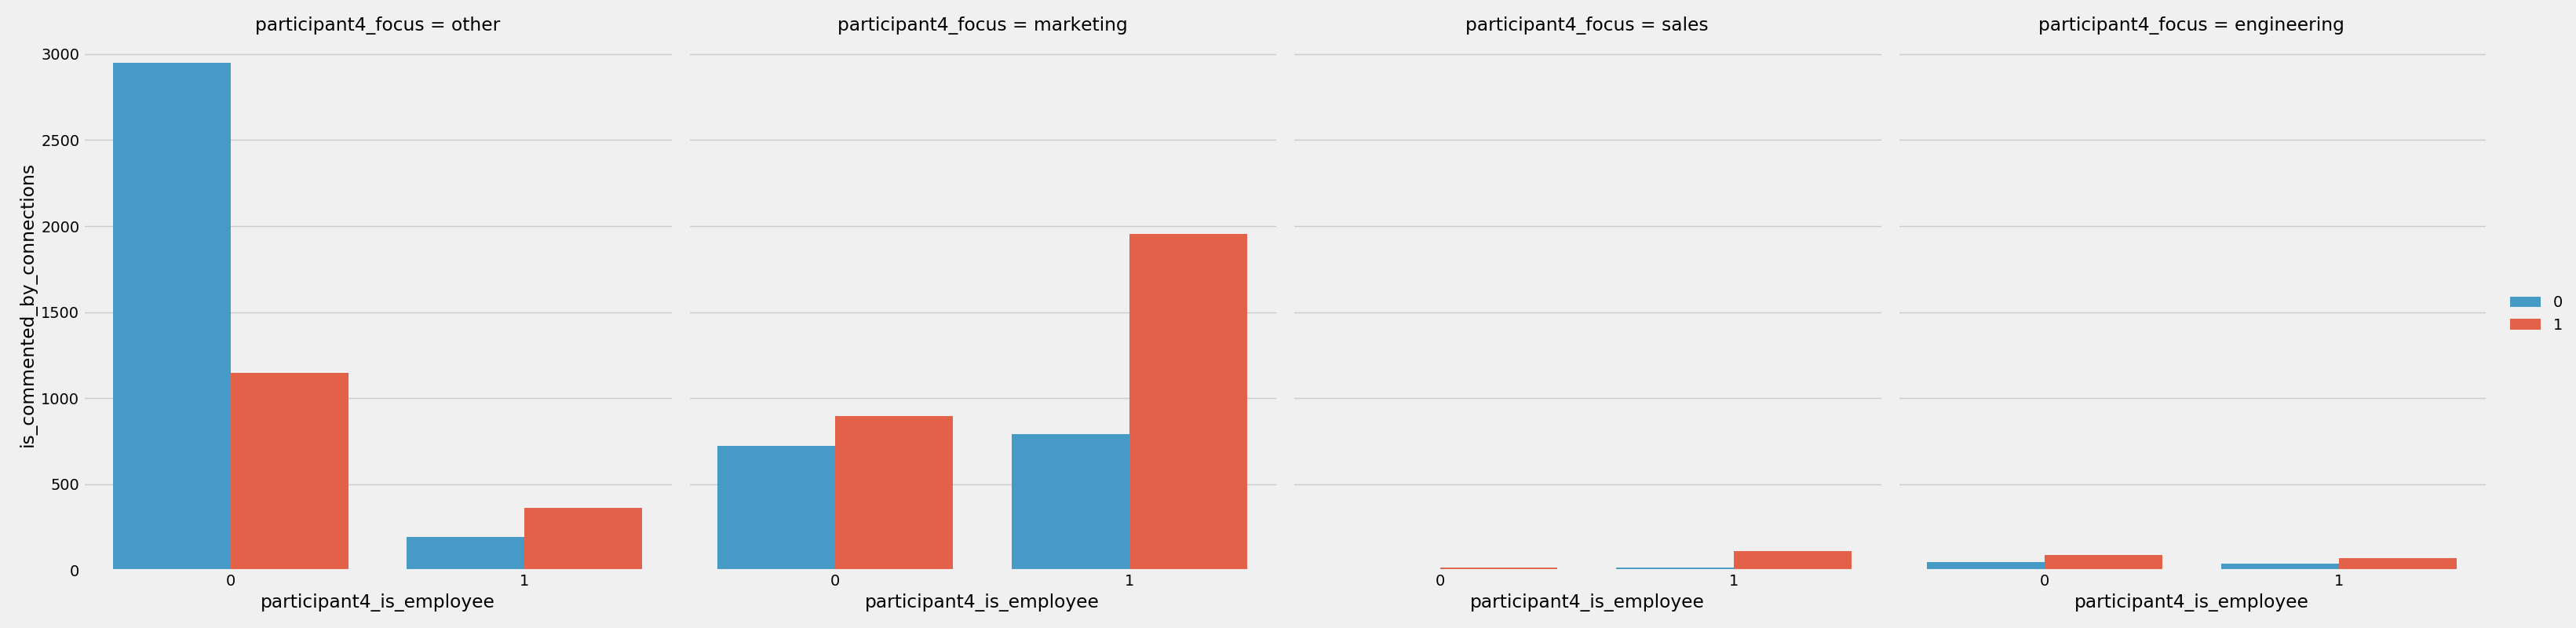 participant4_focus = other
participant4_focus = marketing
participant4_focus = sales
participant4_focus = engineering
is_commented_by_connections
3000
2500
2000
1500
1000
500
0
0
1
0
1
0
1
0
1
participant4_is_employee
participant4_is_employee
participant4_is_employee
participant4_is_employee
0
1